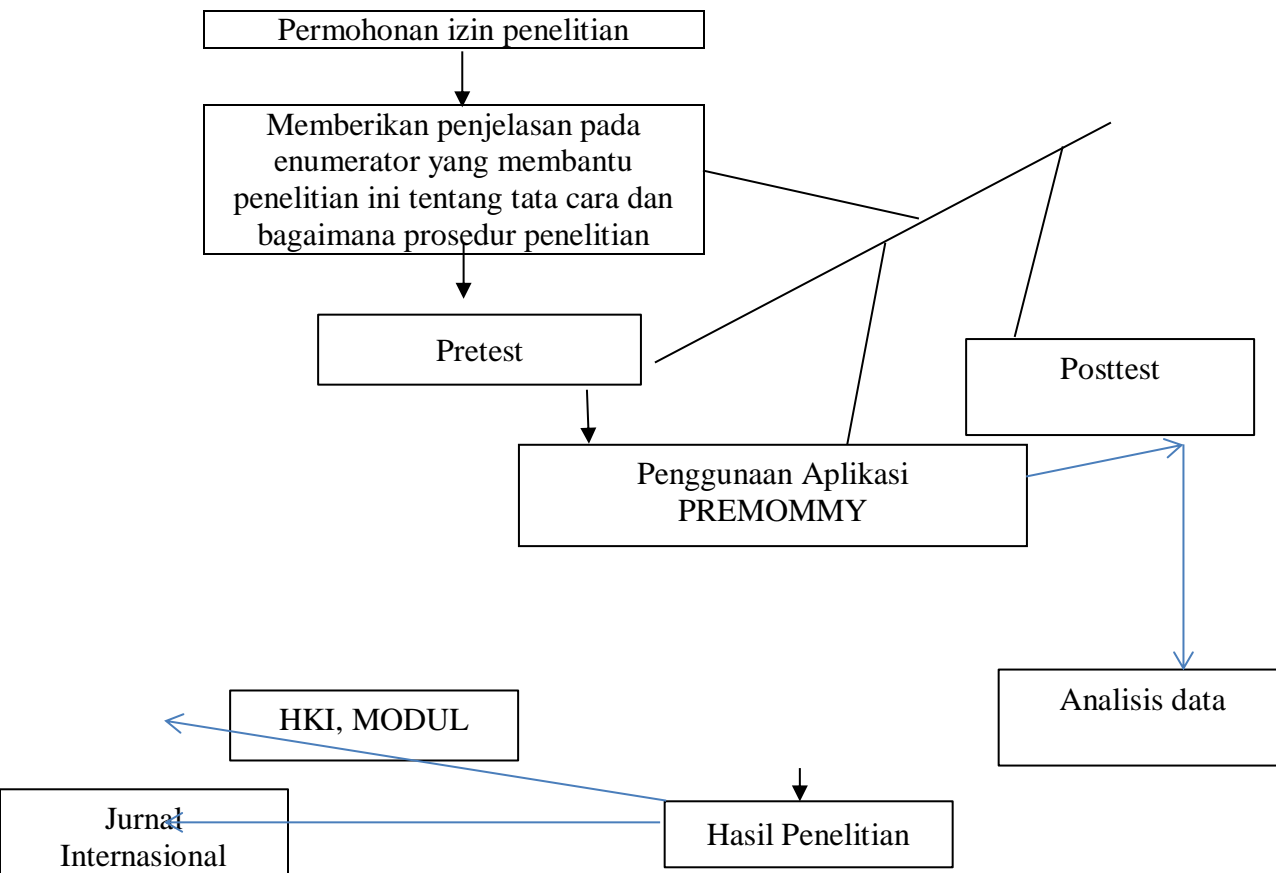 Permohonan izin penelitian
Memberikan penjelasan pada
enumerator yang membantu
penelitian ini tentang tata cara dan
bagaimana prosedur penelitian
Pretest
Posttest
Penggunaan Aplikasi
PREMOMMY
Analisis data
HKI, MODUL
Jurnal
Internasional
Hasil Penelitian